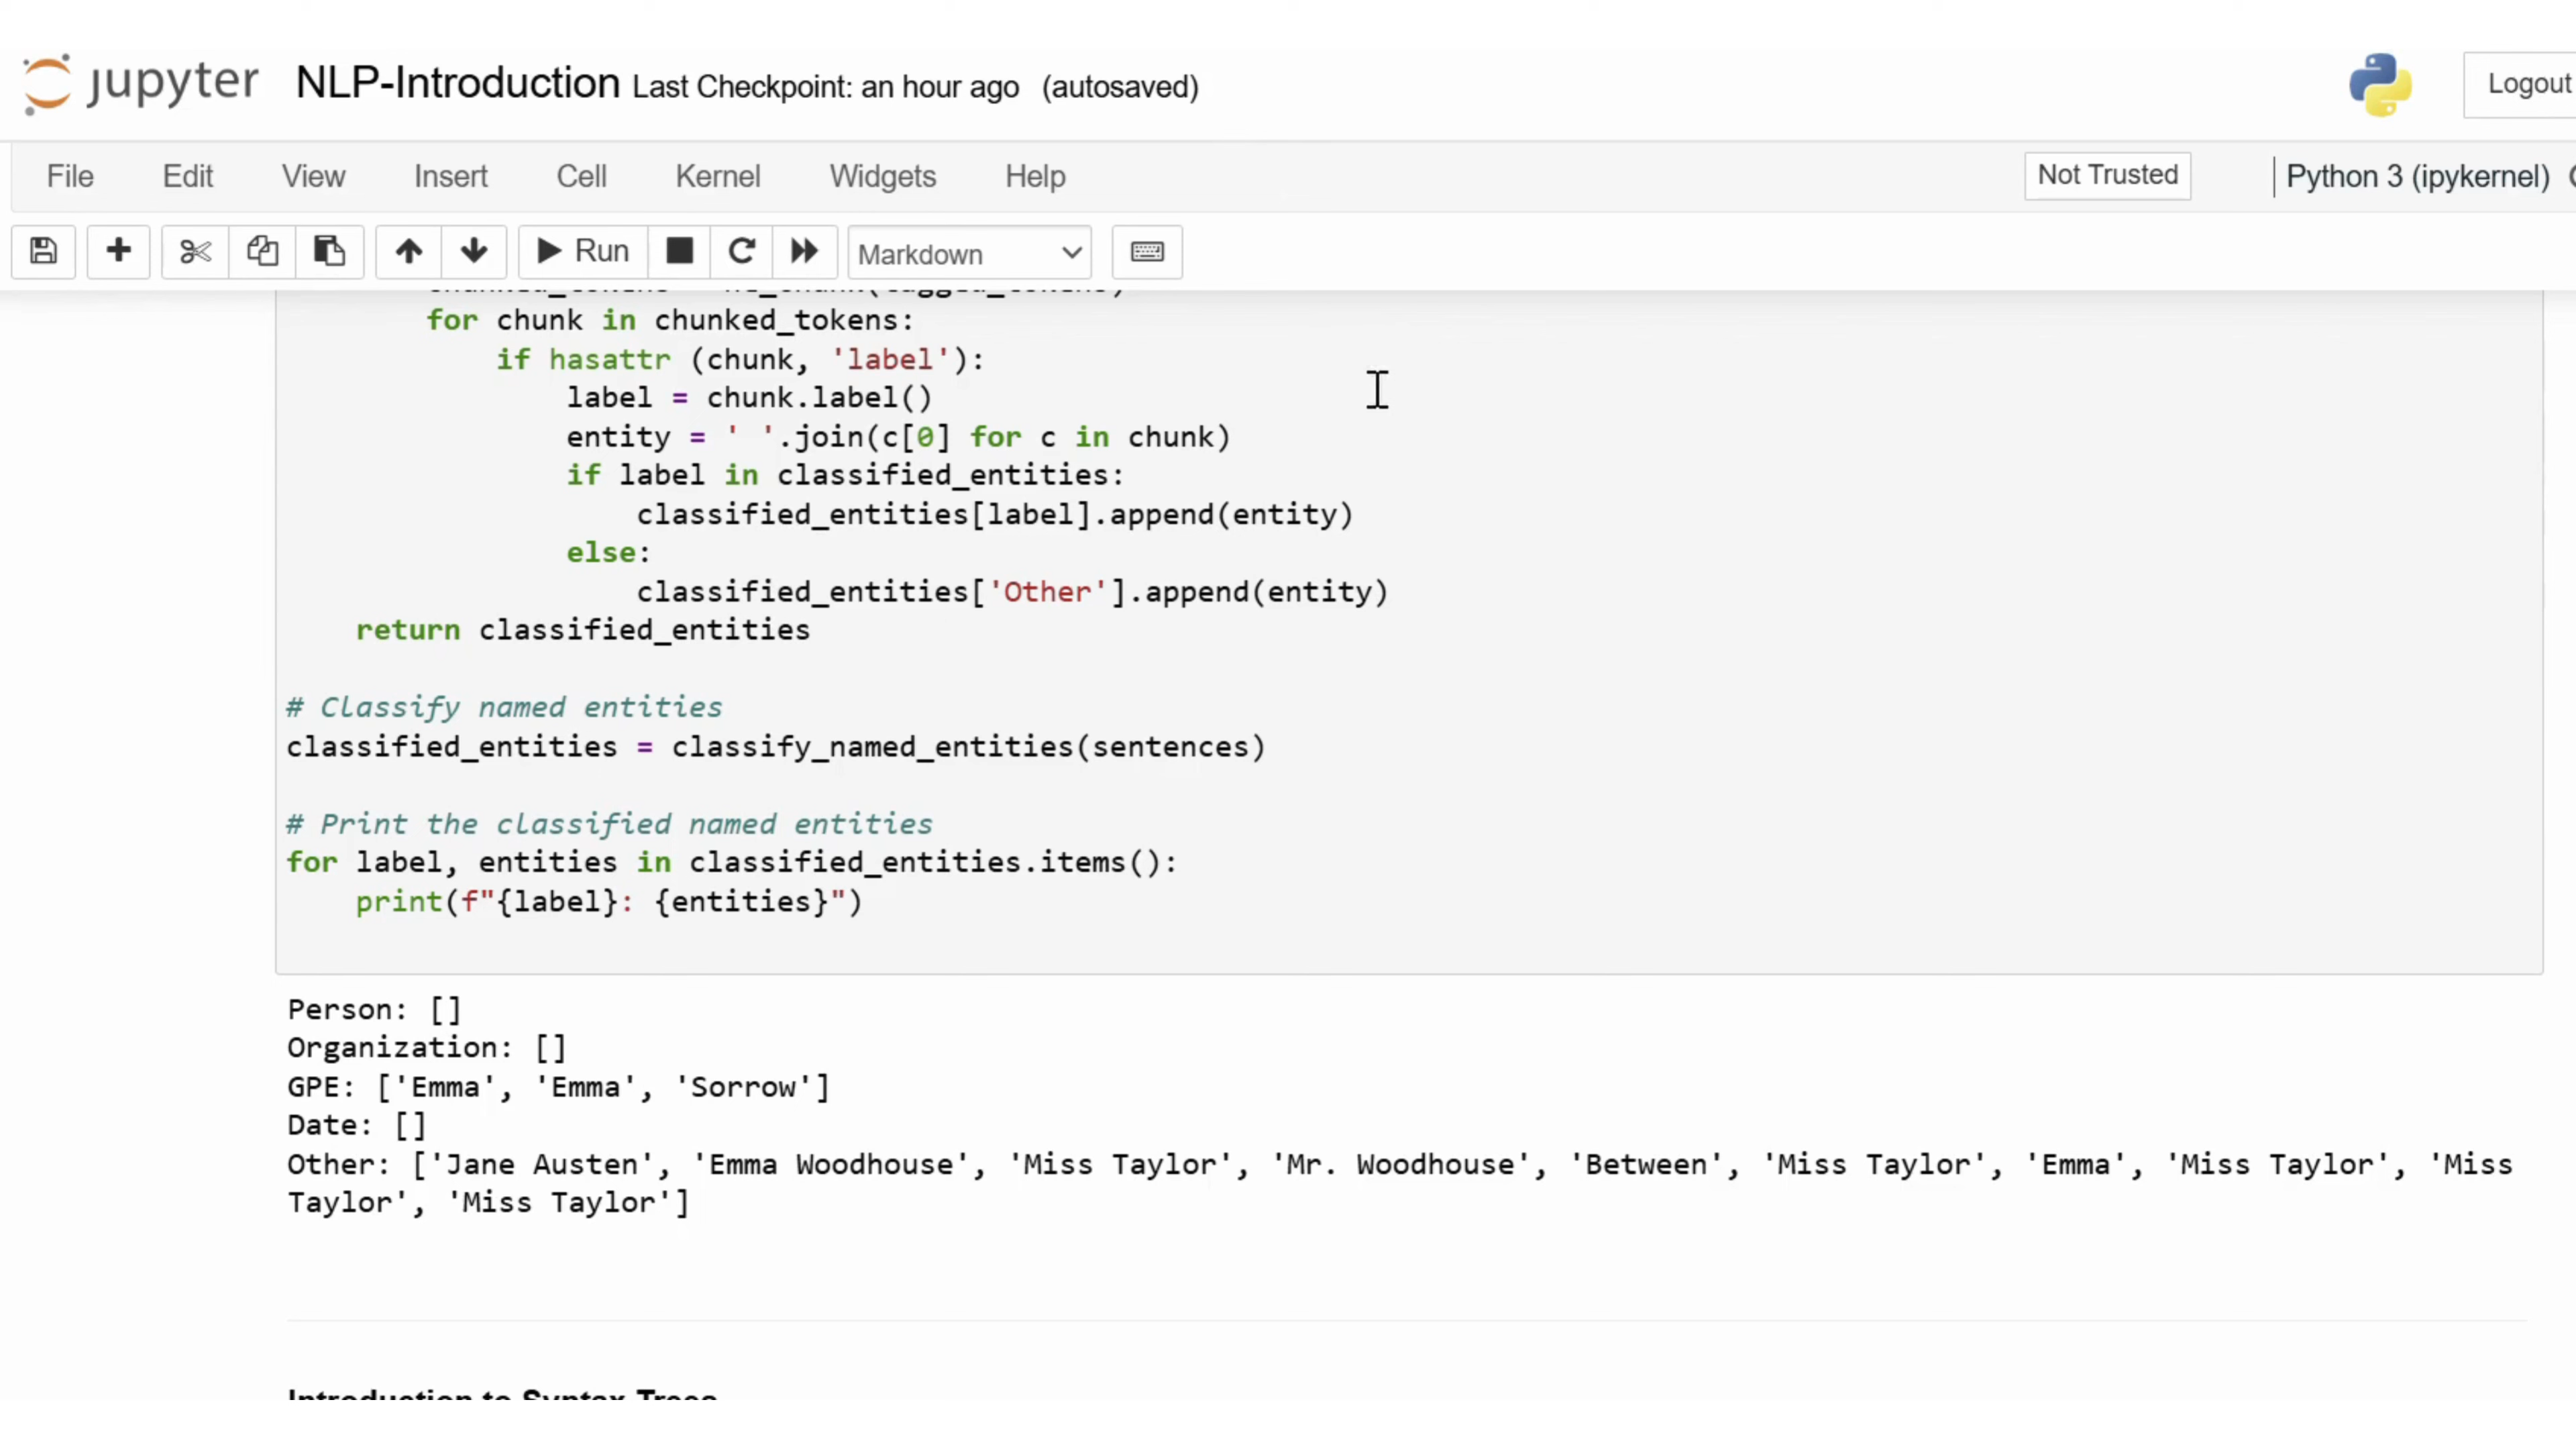 jupyter NLP-Introduction Last Checkpoint: an hour ago (autosaved) Logout
File Edit View Insert Cell Kernel Widgets Help Not Trusted Python 3 (ipykernel)
Run Markdown
for chunk in chunked_tokens:
if hasattr (chunk, 'label'):
label = chunk.label()
entity = ' '.join(c[0] for c in chunk)
if label in classified_entities:
classified_entities[label].append(entity)
else:
classified_entities['Other'].append(entity)
return classified_entities
# Classify named entities
classified_entities = classify_named_entities(sentences)
# Print the classified named entities
for label, entities in classified_entities.items():
print(f"{label}: {entities}")
Person: []
Organization: []
GPE: ['Emma', 'Emma', 'Sorrow']
Date: []
Other: ['Jane Austen', 'Emma Woodhouse', 'Miss Taylor', 'Mr. Woodhouse', 'Between', 'Miss Taylor', 'Emma', 'Miss Taylor', 'Miss
Taylor', 'Miss Taylor']
Introduction to Syntax Trees